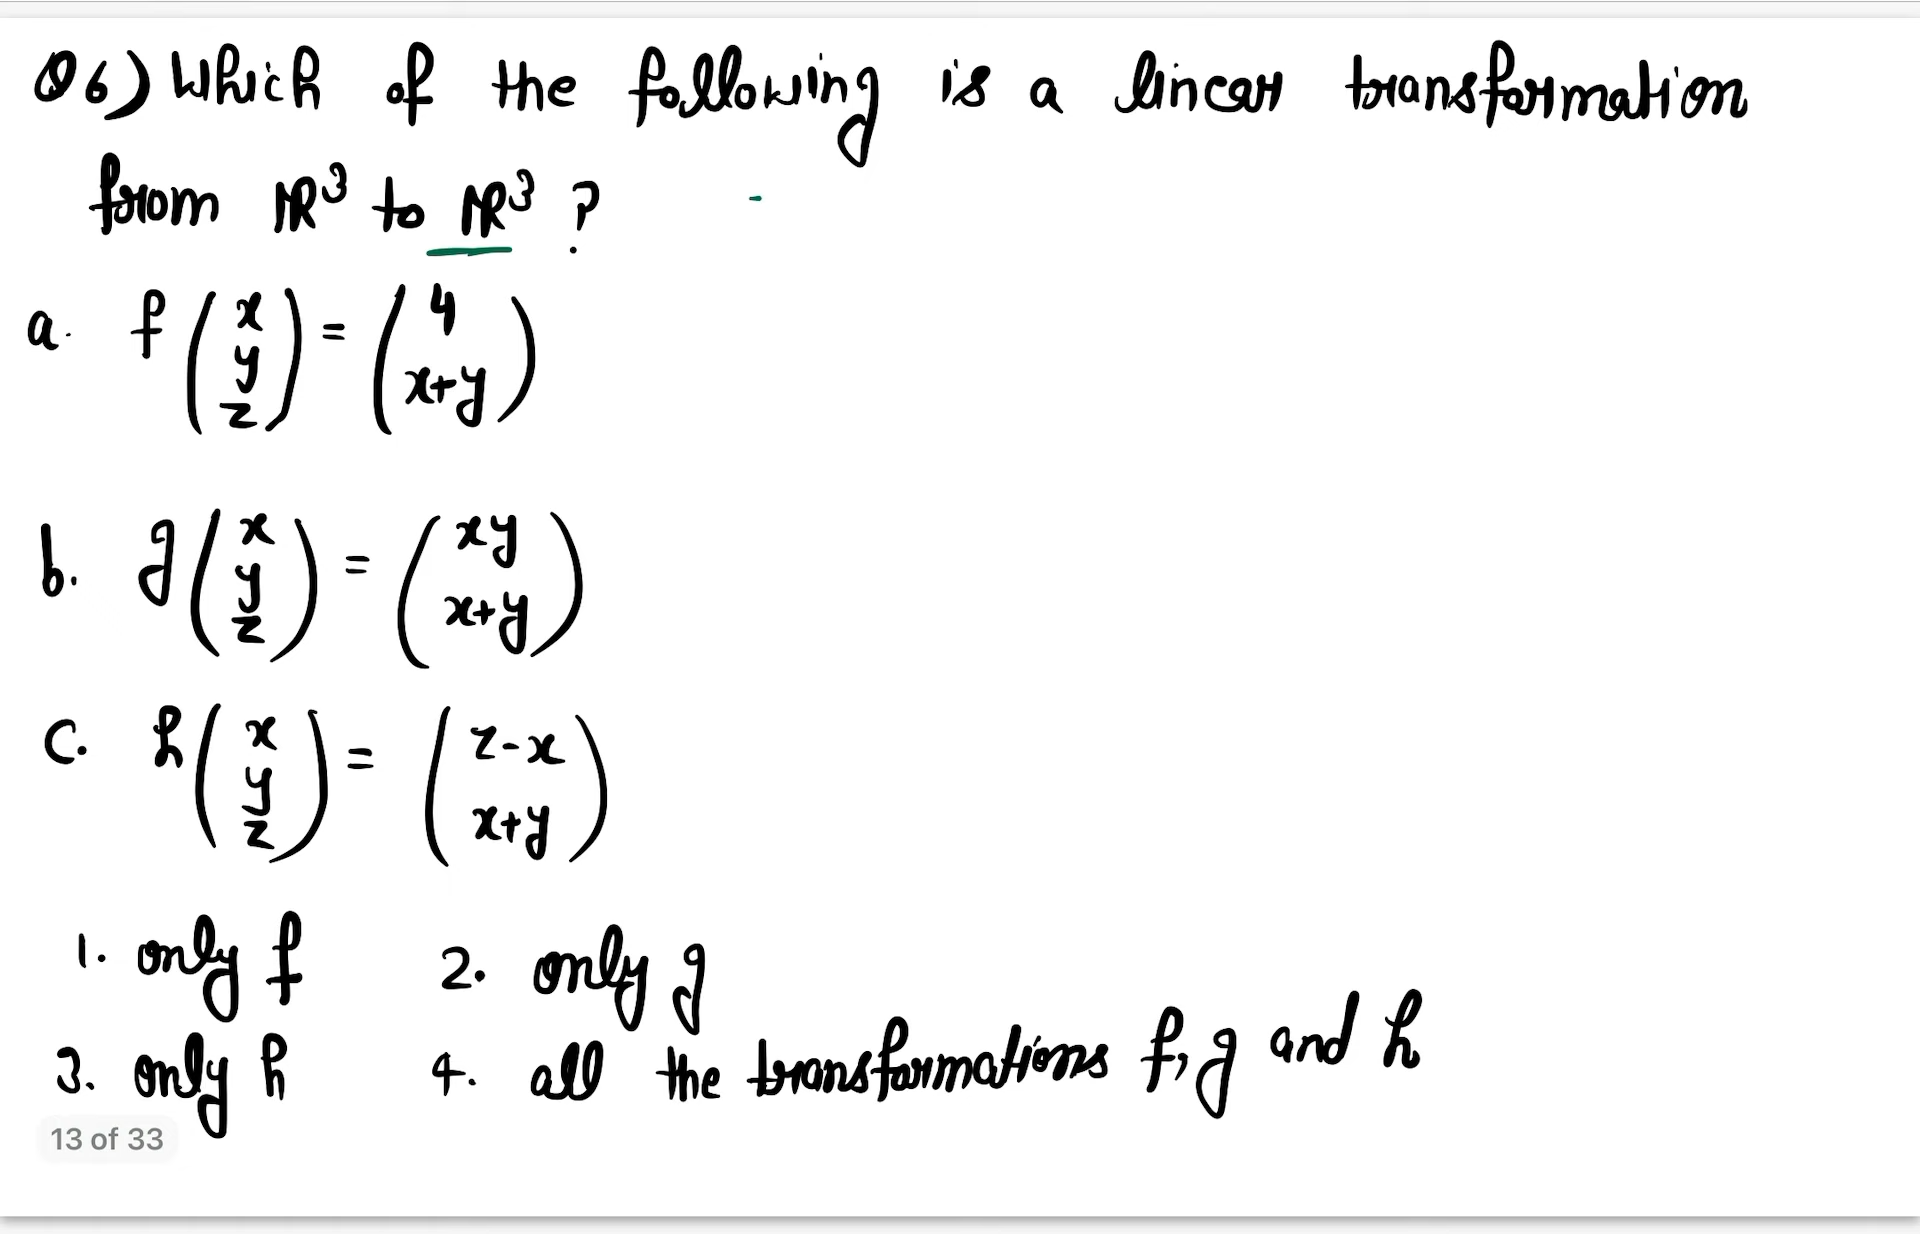 Q6) Which of the following is a linear transformation
from ℝ³ to ℝ³ ?
a. f (x y z) = (4
x+y)
b. g (x y z) = (xy
x+y)
c. h (x y z) = (z-x
x+y)
1. only f 2. only g
3. only h 4. all the transformations f, g and h
13 of 33